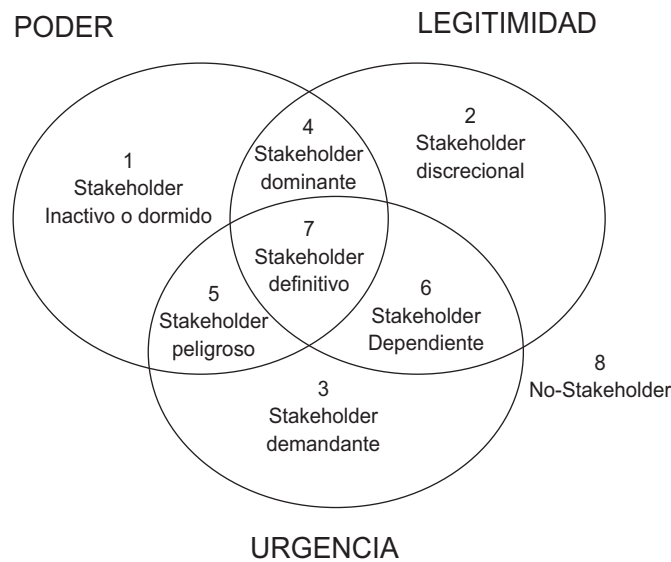 PODER
LEGITIMIDAD
1
Stakeholder
Inactivo o dormido
4
Stakeholder
dominante
2
Stakeholder
discrecional
7
Stakeholder
definitivo
5
Stakeholder
peligroso
6
Stakeholder
Dependiente
3
Stakeholder
demandante
8
No-Stakeholder
URGENCIA